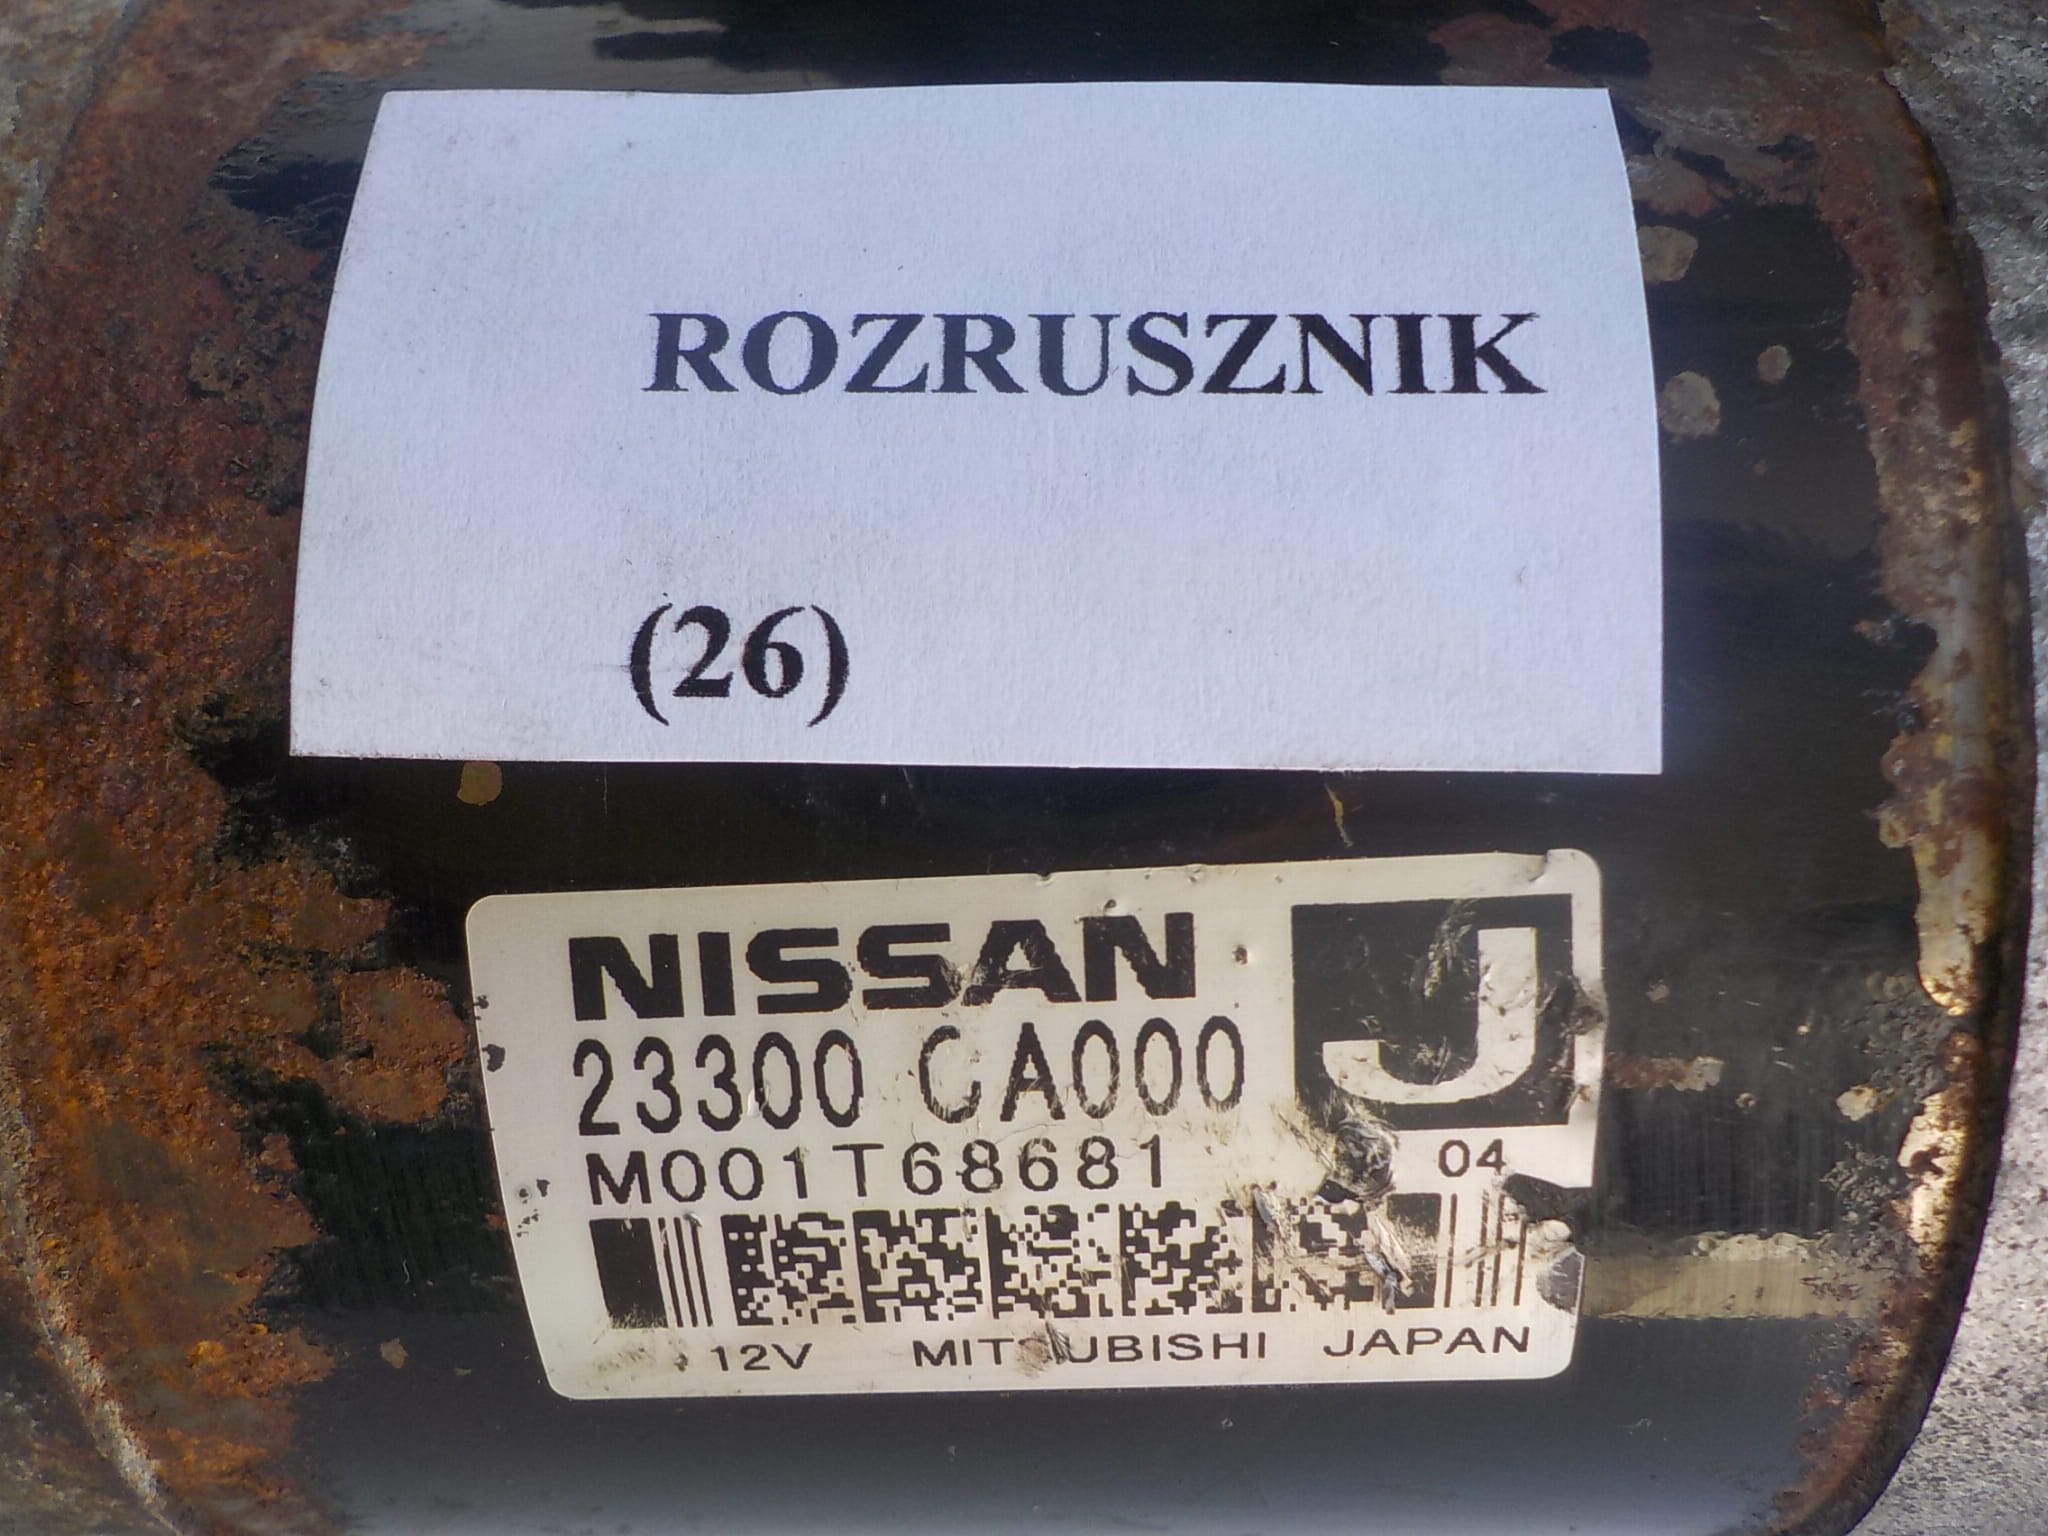 ROZRUSZNIK
(26)
NISSAN
J
23300 CA000
M001T68681
04
12V MITSUBISHI JAPAN